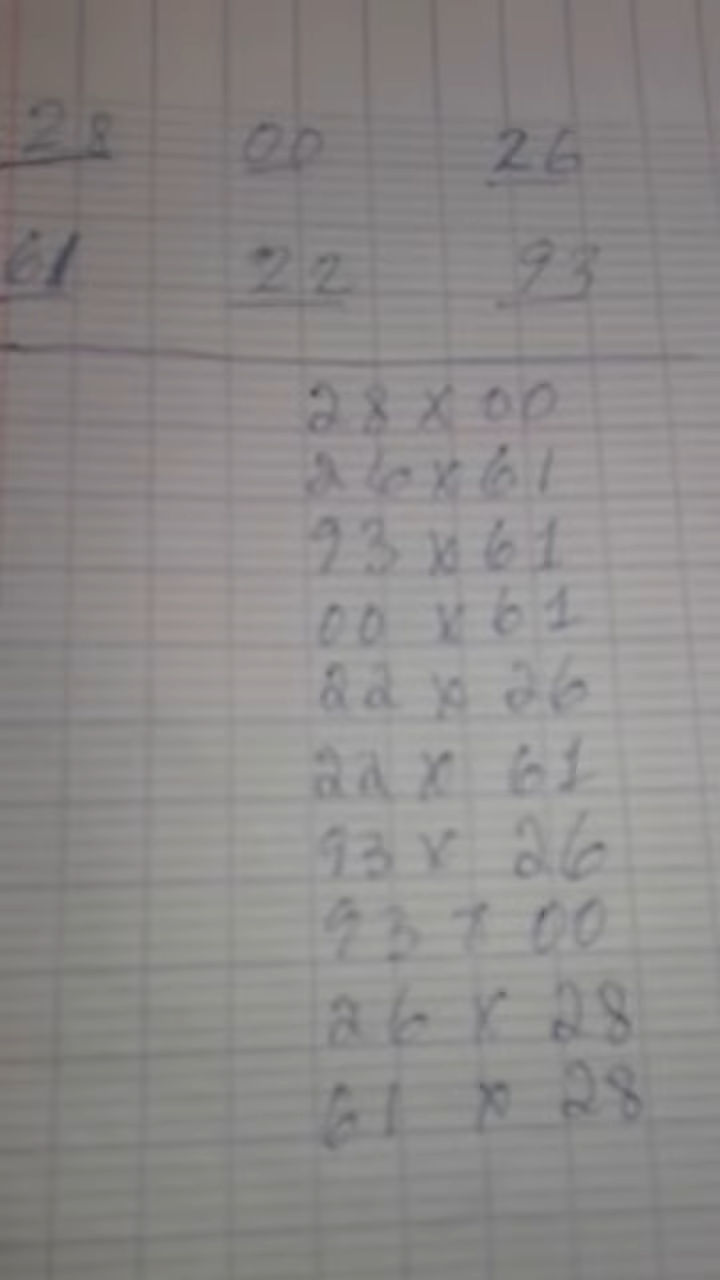 28 00 26
61 22 93
28 x 00
26 x 61
93 x 61
00 x 61
22 x 26
22 x 61
93 x 26
93 x 00
26 x 28
61 x 28